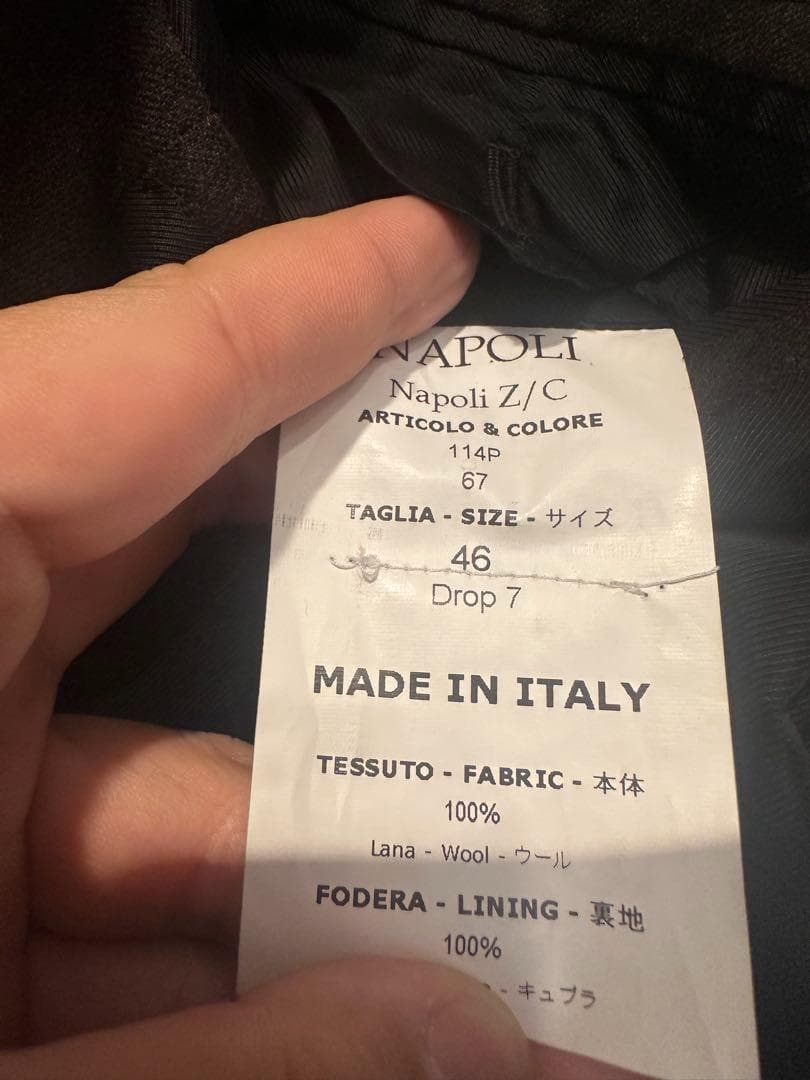 NAPOLI
Napoli Z/C
ARTICOLO & COLORE
114P
67
TAGLIA - SIZE - サイズ
46
Drop 7
MADE IN ITALY
TESSUTO - FABRIC - 本体
100%
Lana - Wool - ウール
FODERA - LINING - 裏地
100%
- キュプラ